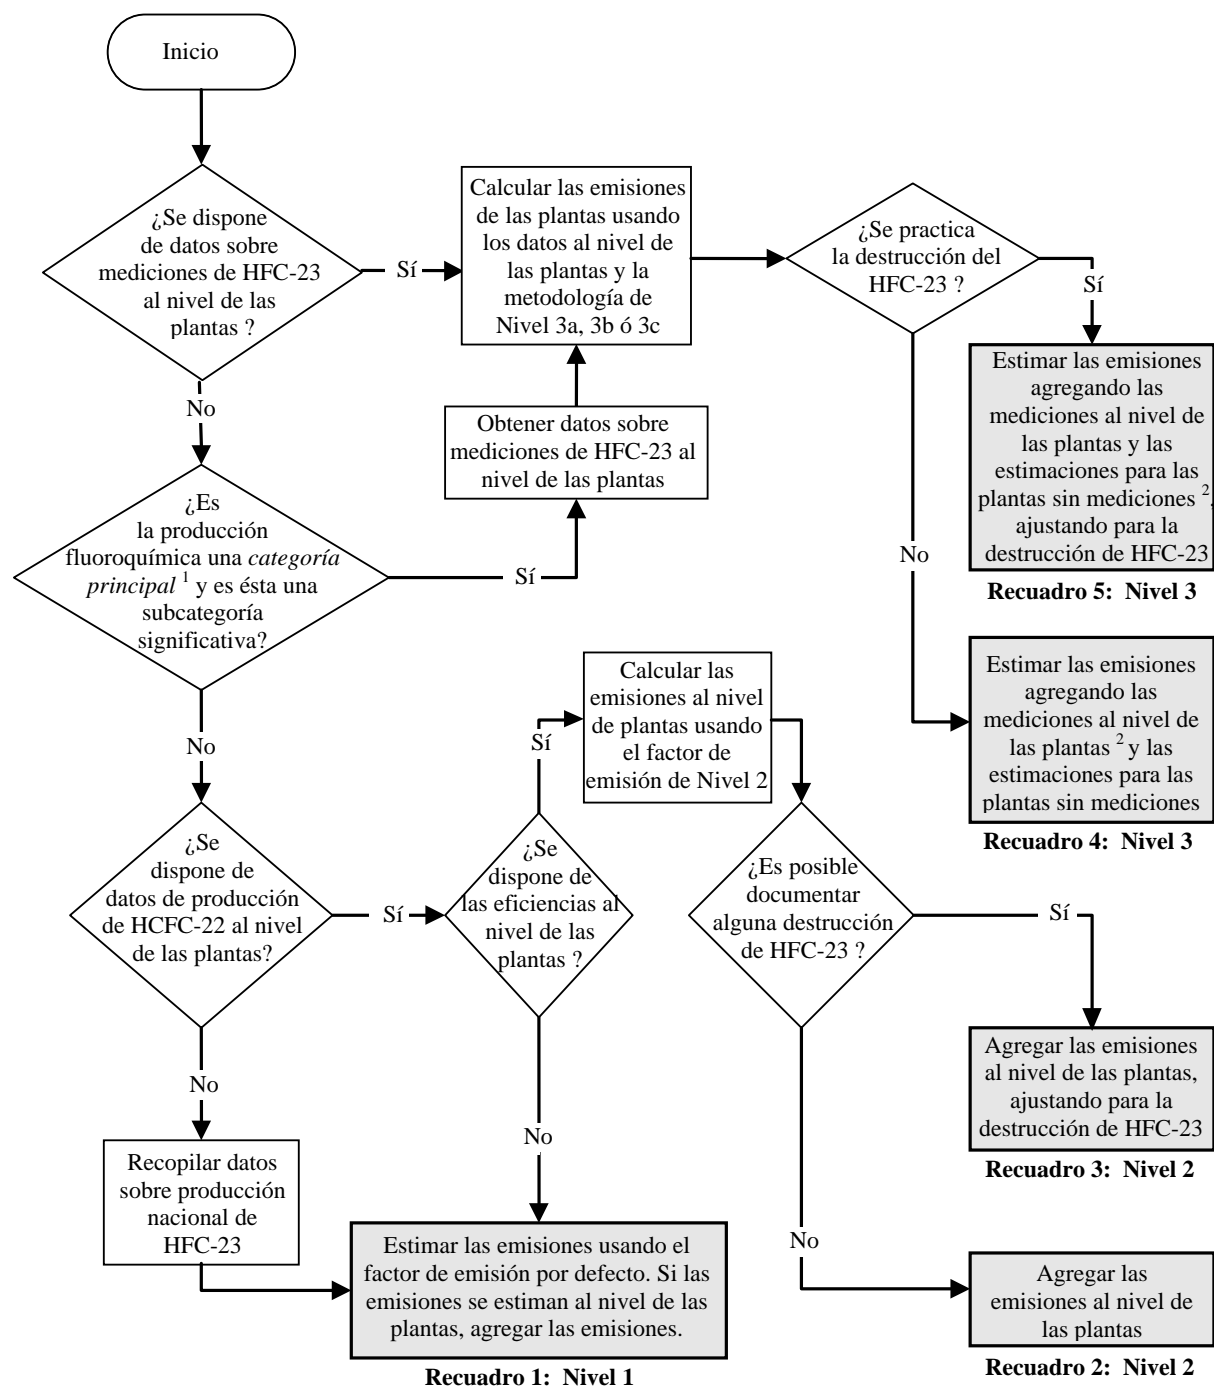 Inicio
¿Se dispone
de datos sobre
mediciones de HFC-23
al nivel de las
plantas ?
Sí
Calcular las emisiones
de las plantas usando
los datos al nivel de
las plantas y la
metodología de
Nivel 3a, 3b ó 3c
¿Se practica
la destrucción del
HFC-23 ?
Sí
Estimar las emisiones
agregando las
mediciones al nivel de
las plantas y las
estimaciones para las
plantas sin mediciones 2,
ajustando para la
destrucción de HFC-23
Recuadro 5: Nivel 3
No
No
Obtener datos sobre
mediciones de HFC-23 al
nivel de las plantas
¿Es
la producción
fluoroquímica una categoría
principal 1 y es ésta una
subcategoría
significativa?
Sí
Estimar las emisiones
agregando las
mediciones al nivel de
las plantas 2 y las
estimaciones para las
plantas sin mediciones
Recuadro 4: Nivel 3
No
Calcular las
emisiones al nivel
de plantas usando
el factor de
emisión de Nivel 2
Sí
¿Se
dispone de
datos de producción
de HCFC-22 al nivel
de las plantas?
Sí
¿Se
dispone de
las eficiencias al
nivel de las
plantas ?
¿Es posible
documentar
alguna destrucción
de HFC-23 ?
Sí
Agregar las emisiones
al nivel de las plantas,
ajustando para la
destrucción de HFC-23
Recuadro 3: Nivel 2
No
No
Recopilar datos
sobre producción
nacional de
HFC-23
Estimar las emisiones usando el
factor de emisión por defecto. Si las
emisiones se estiman al nivel de las
plantas, agregar las emisiones.
Recuadro 1: Nivel 1
No
Agregar las
emisiones al nivel de
las plantas
Recuadro 2: Nivel 2